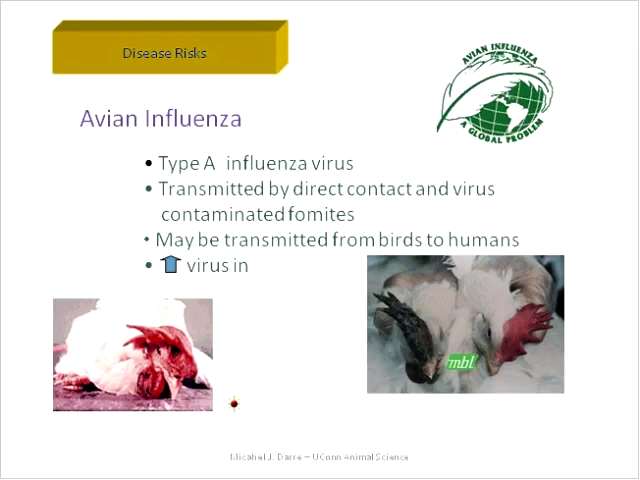 Disease Risks
AVIAN INFLUENZA
A GLOBAL PROBLEM
Avian Influenza
• Type A influenza virus
• Transmitted by direct contact and virus
contaminated fomites
• May be transmitted from birds to humans
• virus in
mbl
Micahel J. Darre – UConn Animal Science